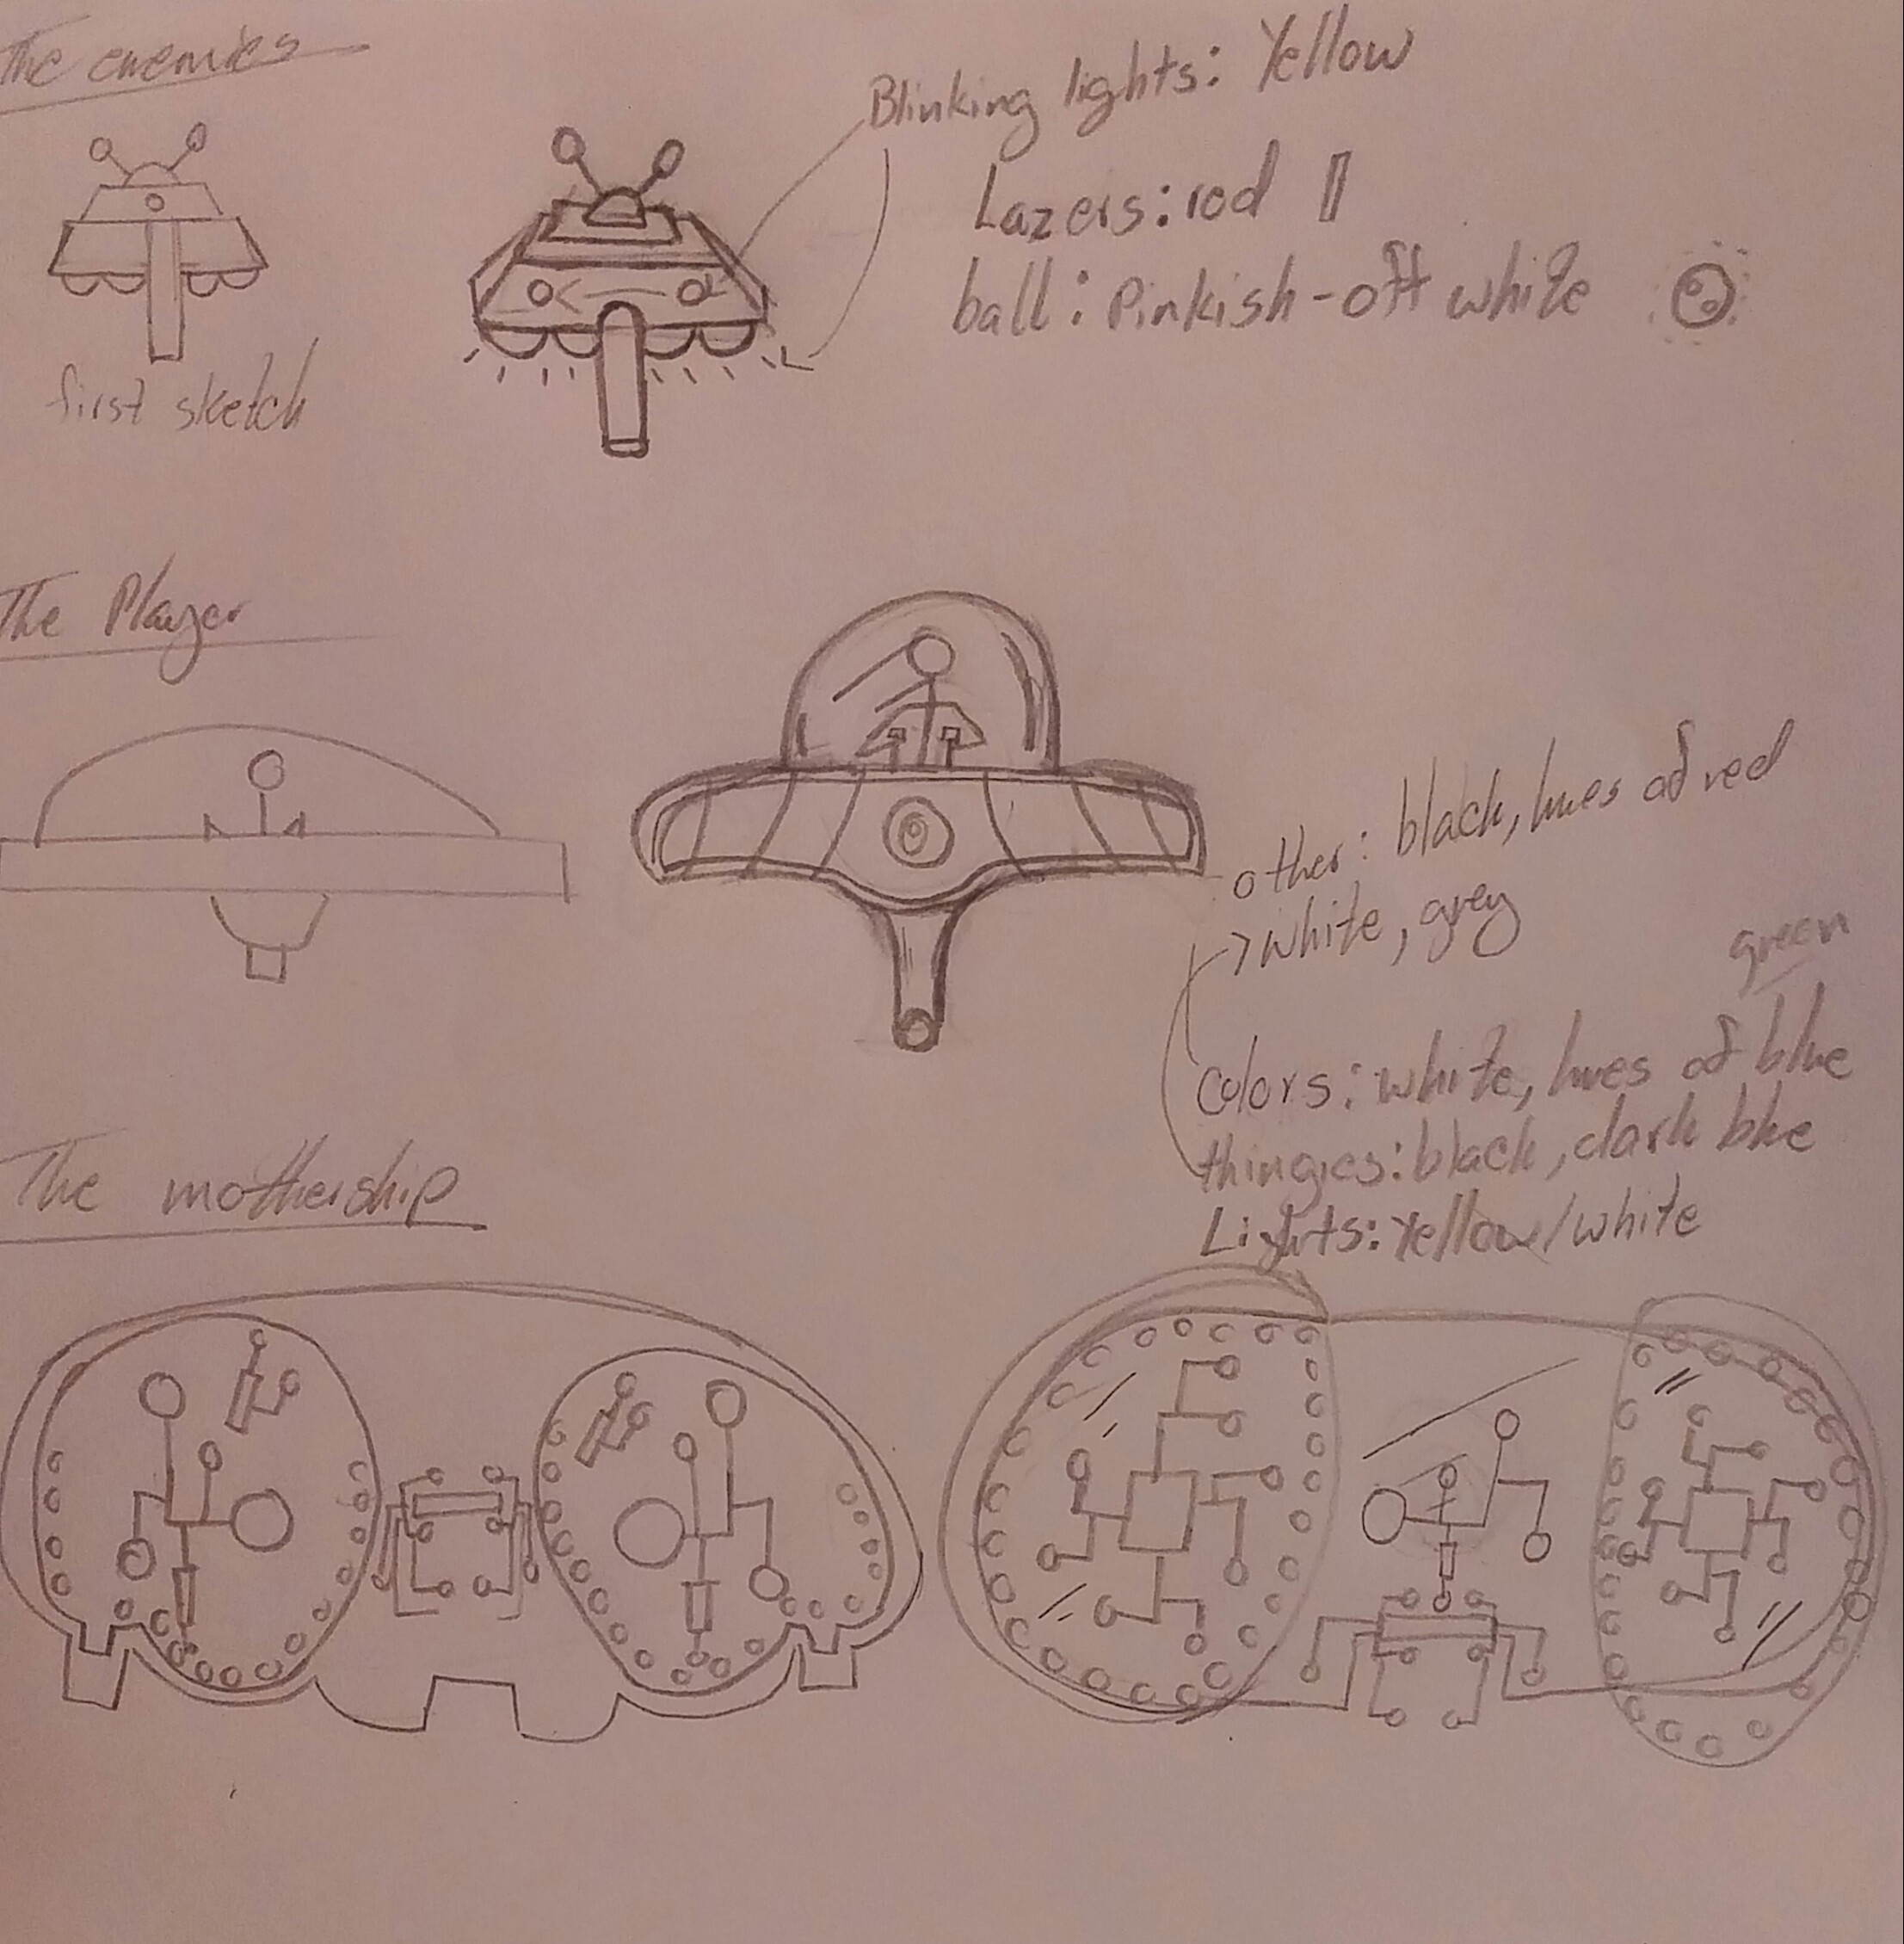 The enemies
Blinking lights: Yellow
Lazers: red
ball: Pinkish-off white
first sketch
The Player
other: black, hues of red
white, grey
green
Colors: white, hues of blue
thingies: black, dark blue
Lights: Yellow/white
The mothership